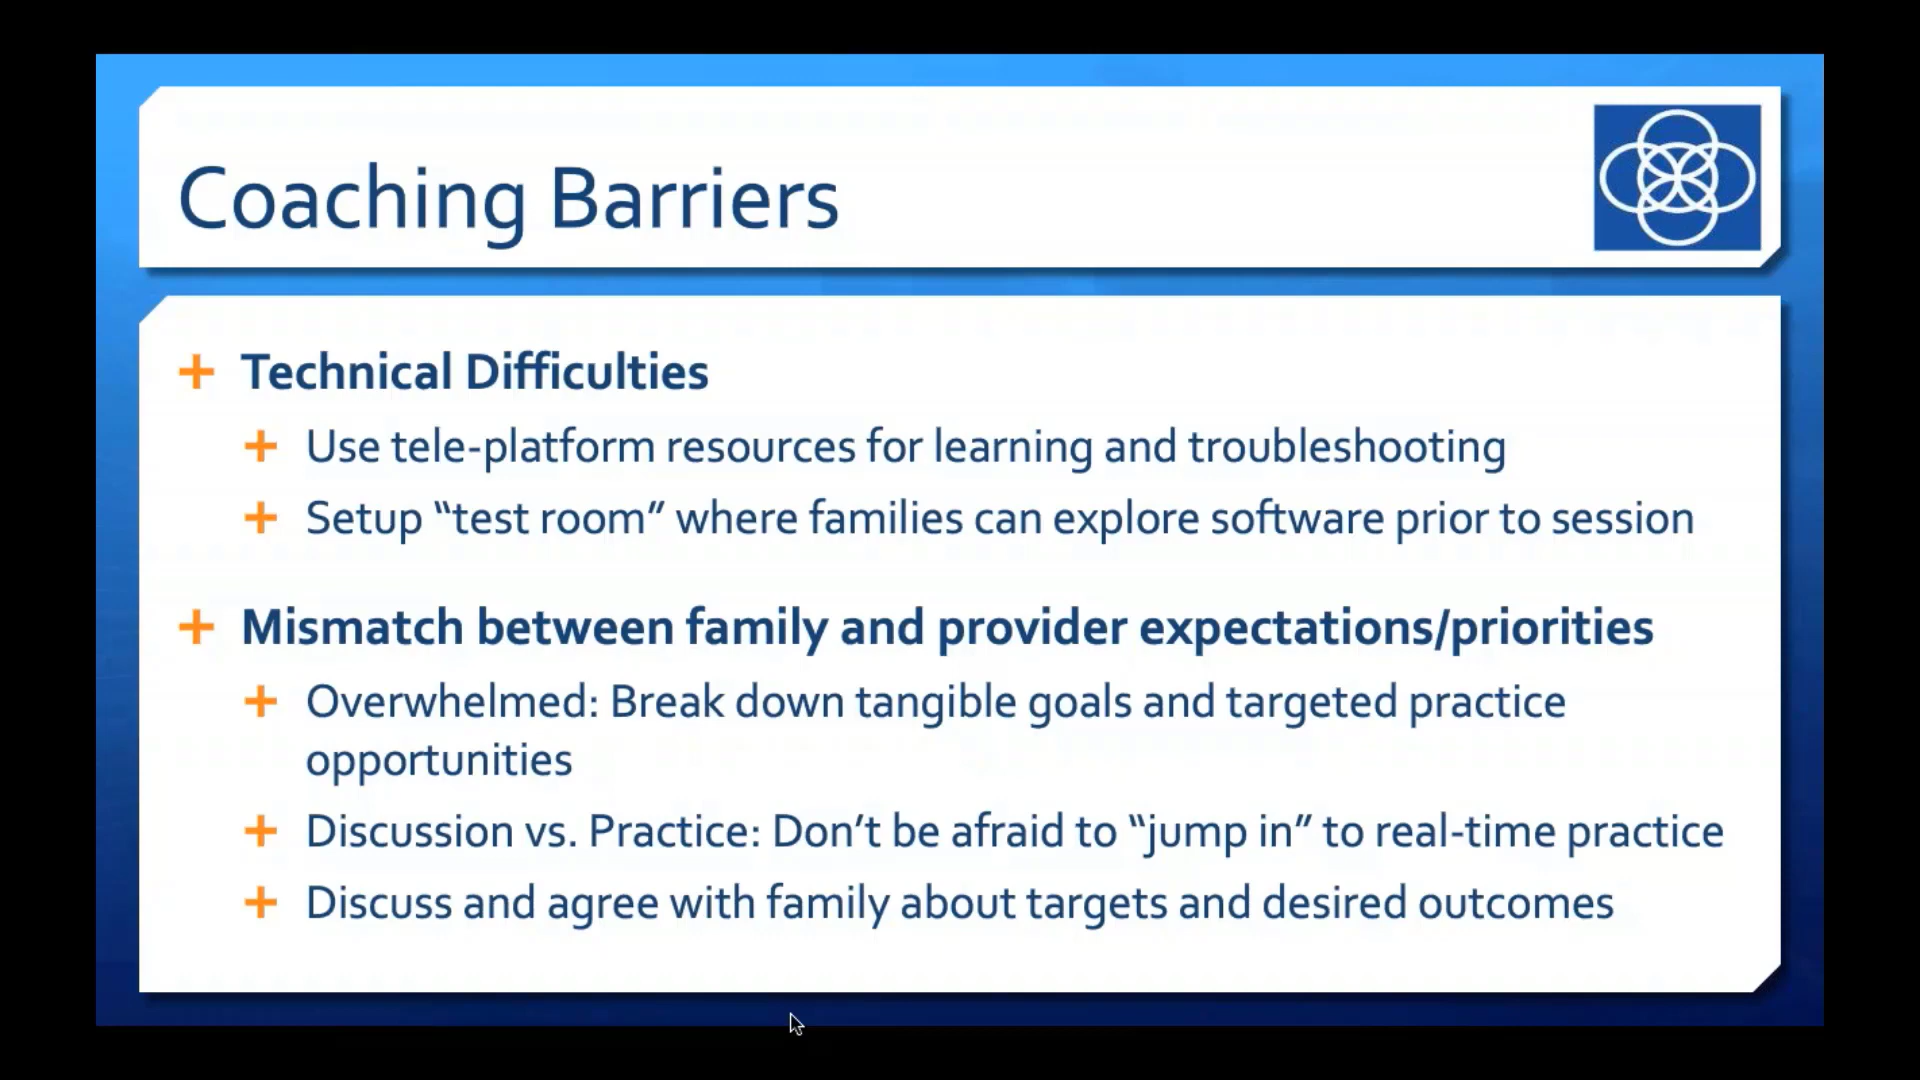 Coaching Barriers
Technical Difficulties
Use tele-platform resources for learning and troubleshooting
Setup “test room” where families can explore software prior to session
Mismatch between family and provider expectations/priorities
Overwhelmed: Break down tangible goals and targeted practice
opportunities
Discussion vs. Practice: Don’t be afraid to “jump in” to real-time practice
Discuss and agree with family about targets and desired outcomes